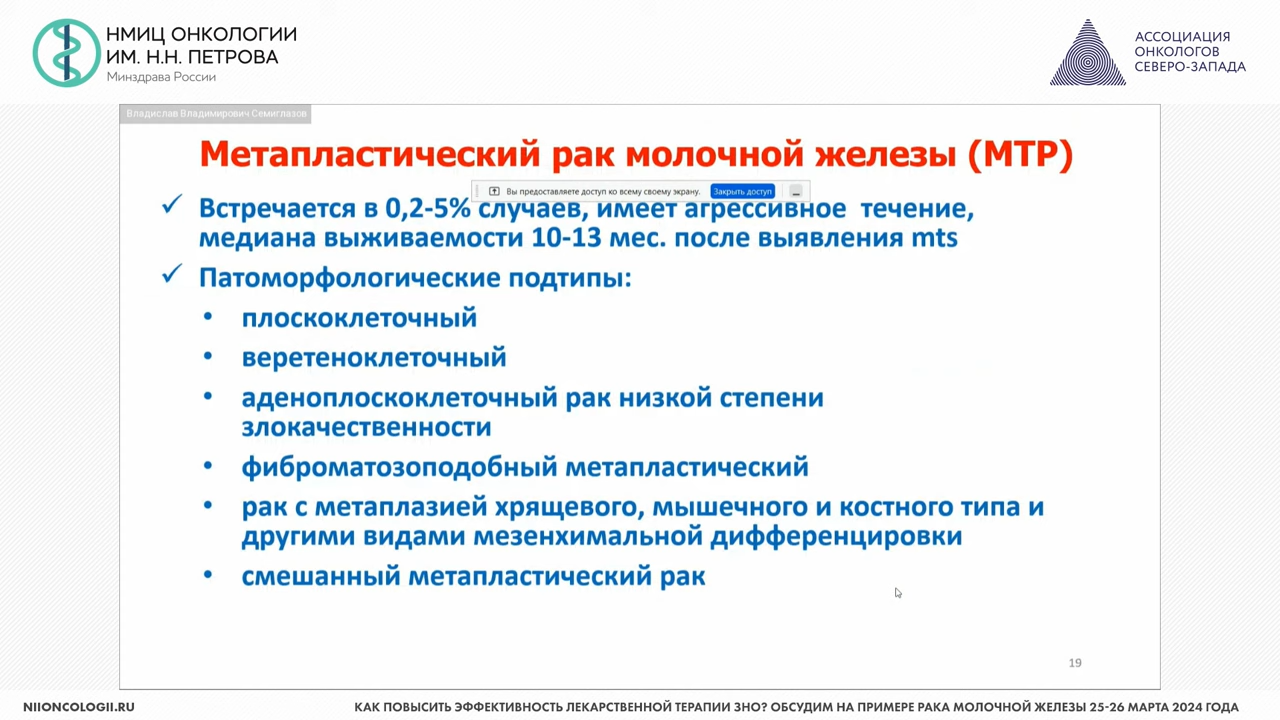 НМИЦ ОНКОЛОГИИ
ИМ. Н.Н. ПЕТРОВА
Минздрава России
АССОЦИАЦИЯ
ОНКОЛОГОВ
СЕВЕРО-ЗАПАДА
Владислав Владимирович Семиглазов
Метапластический рак молочной железы (МТР)
Вы предоставляете доступ ко всему своему экрану.
Закрыть доступ
Встречается в 0,2-5% случаев, имеет агрессивное течение,
медиана выживаемости 10-13 мес. после выявления mts
Патоморфологические подтипы:
• плоскоклеточный
• веретеноклеточный
• аденоплоскоклеточный рак низкой степени
злокачественности
• фиброматозоподобный метапластический
• рак с метаплазией хрящевого, мышечного и костного типа и
другими видами мезенхимальной дифференцировки
• смешанный метапластический рак
19
NIIONCOLOGII.RU
КАК ПОВЫСИТЬ ЭФФЕКТИВНОСТЬ ЛЕКАРСТВЕННОЙ ТЕРАПИИ ЗНО? ОБСУДИМ НА ПРИМЕРЕ РАКА МОЛОЧНОЙ ЖЕЛЕЗЫ 25-26 МАРТА 2024 ГОДА